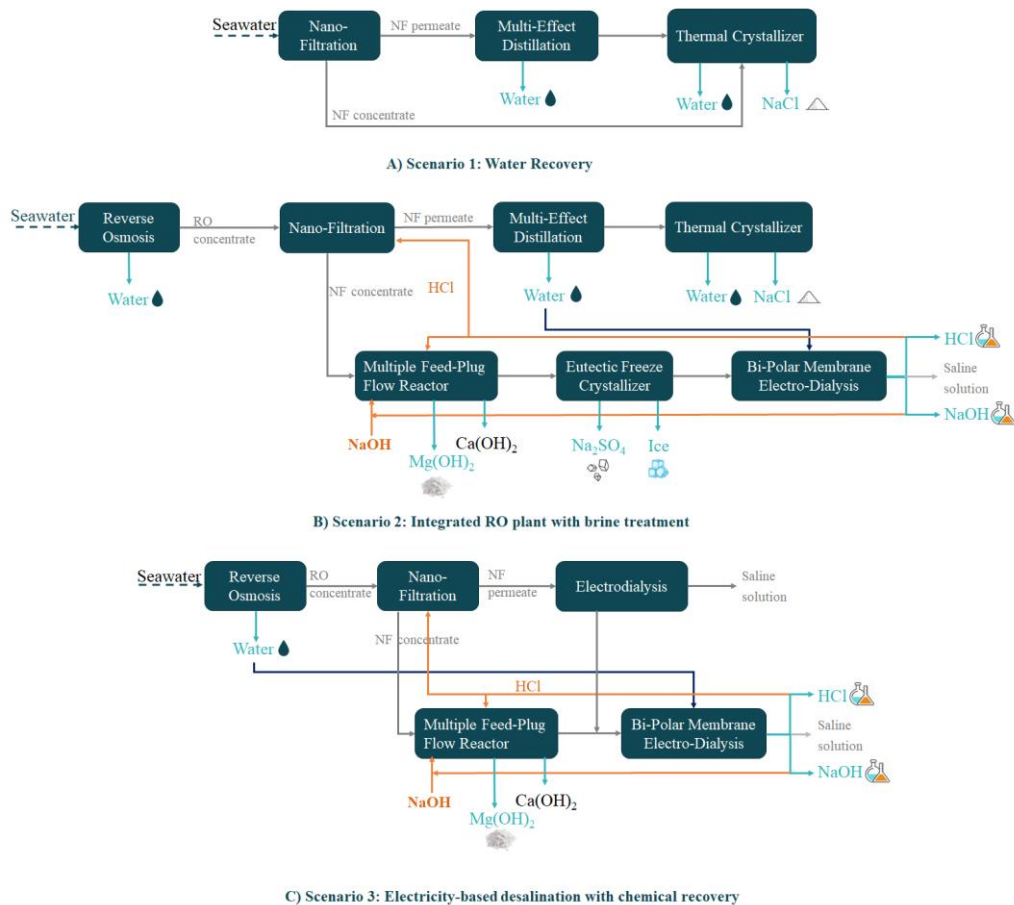 Seawater
Nano-
Filtration
NF permeate
Multi-Effect
Distillation
Thermal Crystallizer
Water
Water
NaCl
NF concentrate
A) Scenario 1: Water Recovery
Seawater
Reverse
Osmosis
RO
concentrate
Nano-Filtration
NF permeate
Multi-Effect
Distillation
Thermal Crystallizer
Water
NF concentrate
HCl
Water
Water
NaCl
Multiple Feed-Plug
Flow Reactor
Eutectic Freeze
Crystallizer
Bi-Polar Membrane
Electro-Dialysis
HCl
Saline
solution
NaOH
NaOH
Mg(OH)2
Ca(OH)2
Na2SO4
Ice
B) Scenario 2: Integrated RO plant with brine treatment
Seawater
Reverse
Osmosis
RO
concentrate
Nano-
Filtration
NF
permeate
Electrodialysis
Saline
solution
Water
NF concentrate
HCl
Multiple Feed-Plug
Flow Reactor
Bi-Polar Membrane
Electro-Dialysis
HCl
Saline
solution
NaOH
NaOH
Mg(OH)2
Ca(OH)2
C) Scenario 3: Electricity-based desalination with chemical recovery